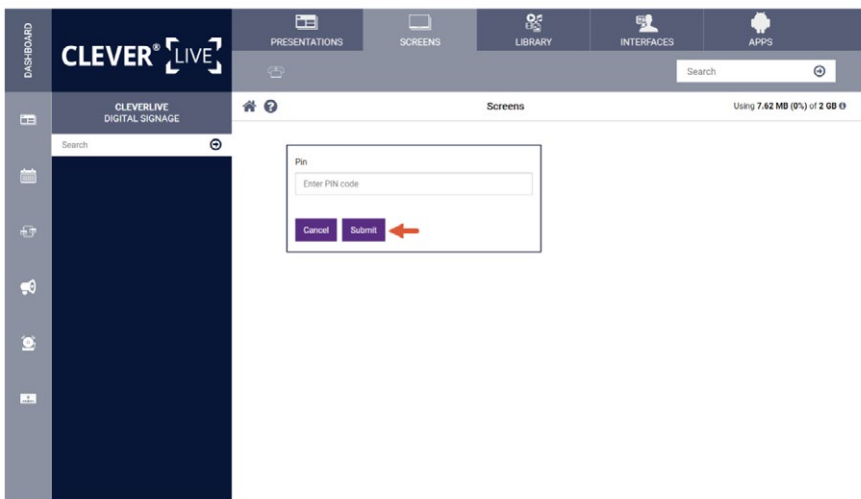 DASHBOARD
CLEVER® LIVE
PRESENTATIONS
SCREENS
LIBRARY
INTERFACES
APPS
Search
CLEVERLIVE
DIGITAL SIGNAGE
Search
Screens
Using 7.62 MB (0%) of 2 GB
Pin
Enter PIN code
Cancel Submit